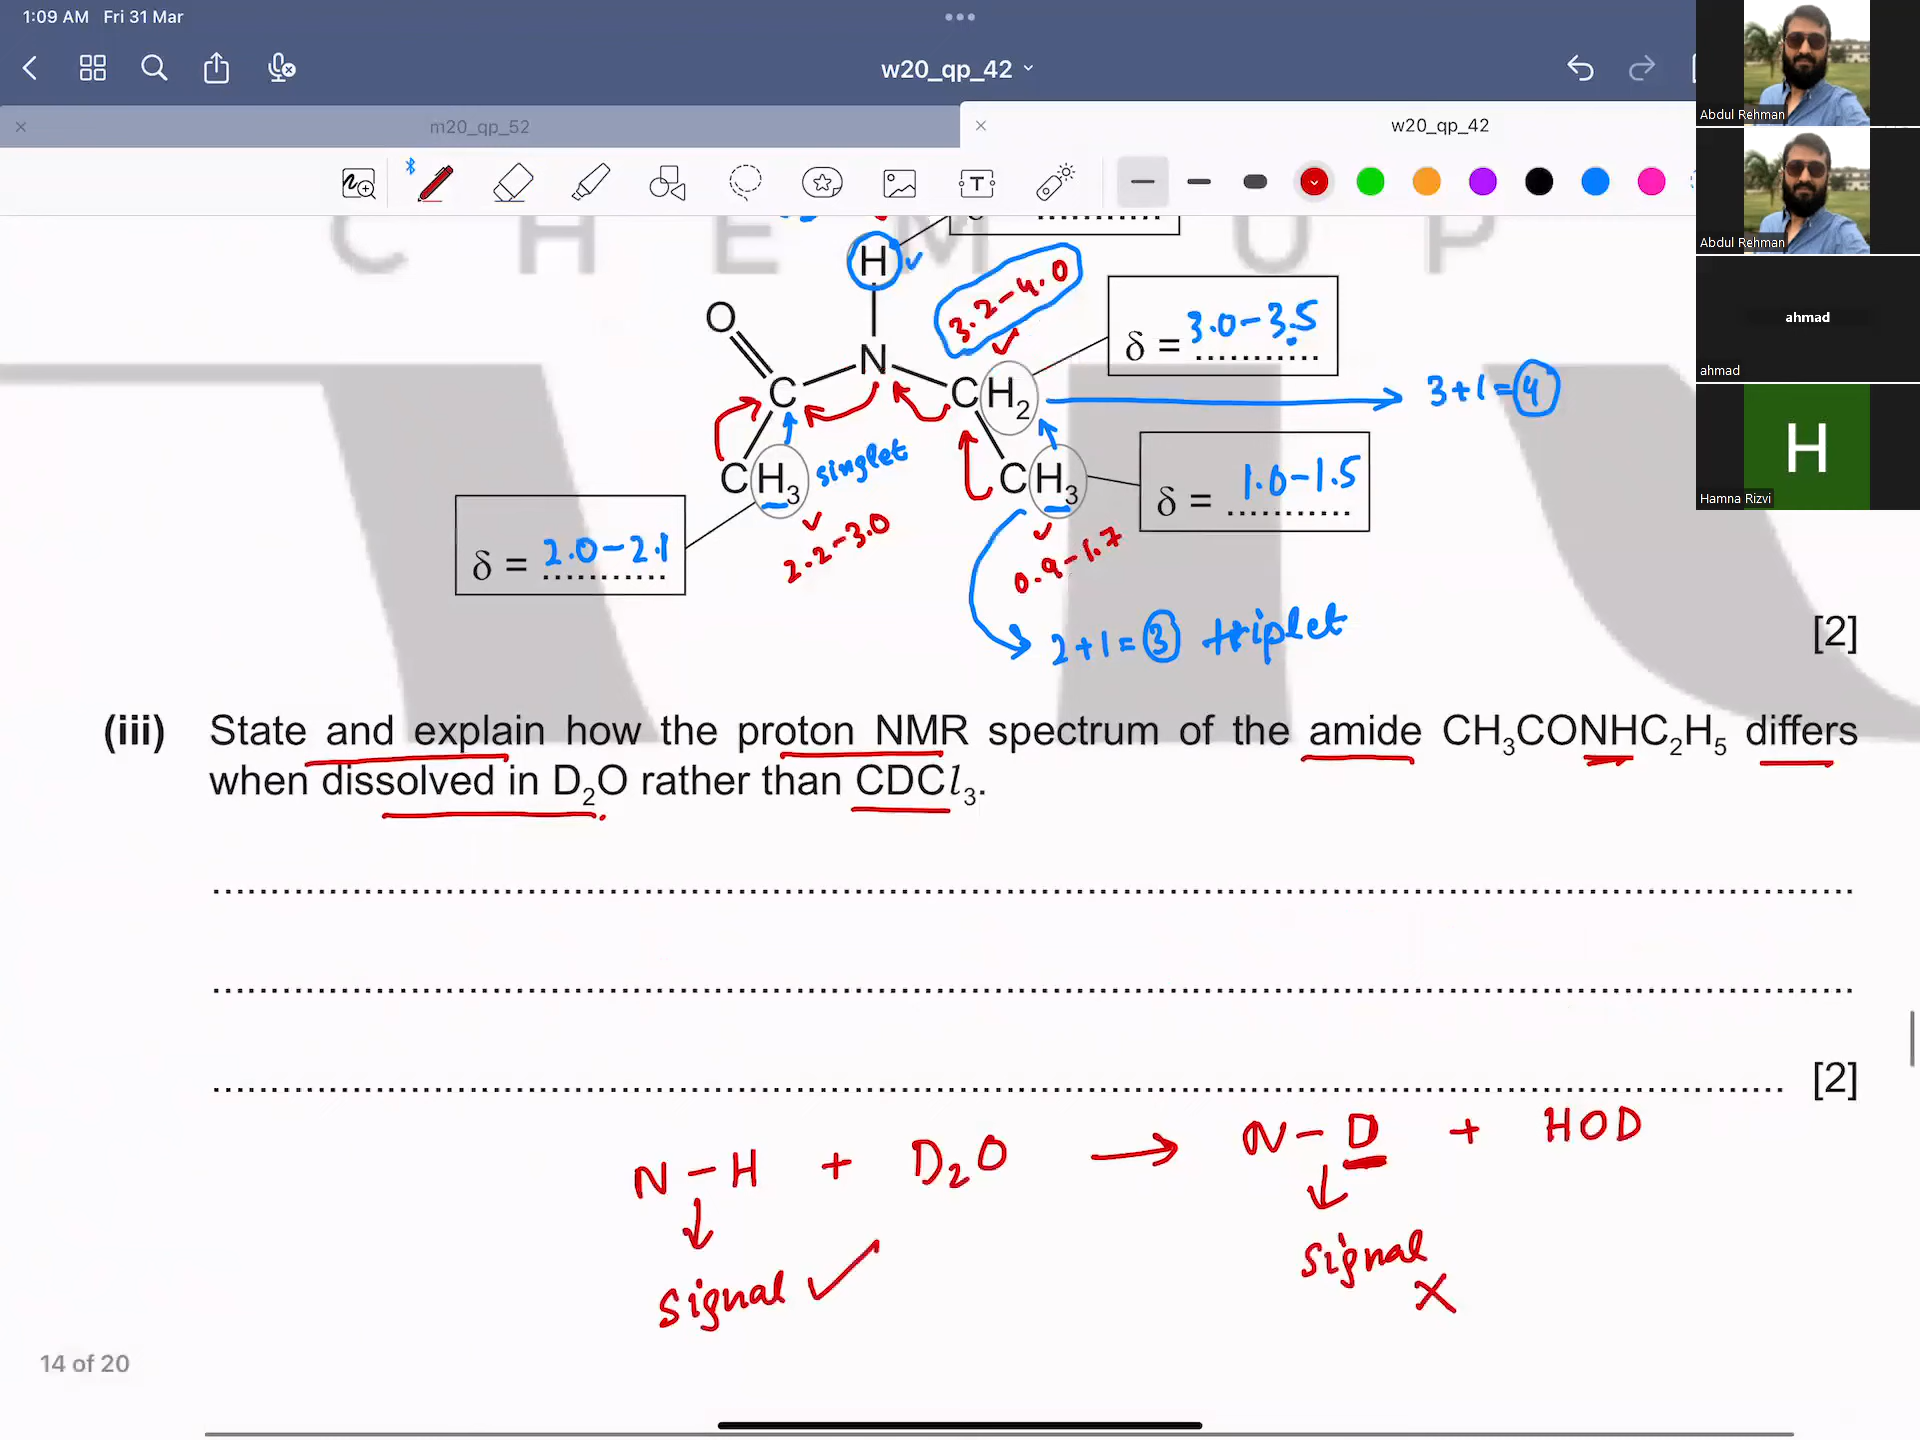 1:09 AM Fri 31 Mar
w20_qp_42
m20_qp_52
w20_qp_42
T
Abdul Rehman
Abdul Rehman
ahmad
ahmad
H
Hamna Rizvi
CHEM UP
H
O
N
C
CH₂
CH₃
CH₃
3.2-4.0
δ = 3.0-3.5
3+1=4
singlet
δ = 1.0-1.5
δ = 2.0-2.1
2.2-3.0
0.9-1.7
2+1=3 triplet
[2]
(iii) State and explain how the proton NMR spectrum of the amide CH₃CONHC₂H₅ differs
when dissolved in D₂O rather than CDCl₃.
[2]
N-H + D₂O → N-D + HOD
Signal ✓
Signal X
14 of 20